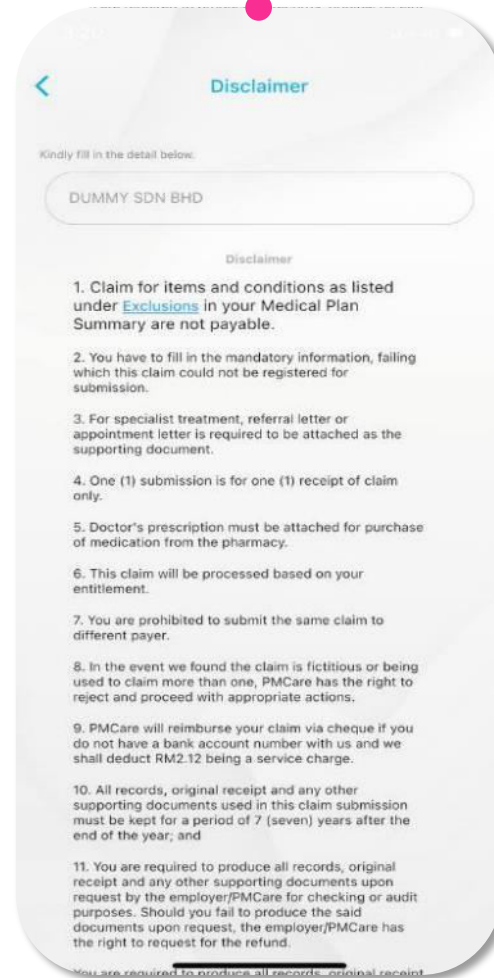 Disclaimer
Kindly fill in the detail below.
DUMMY SDN BHD
Disclaimer
1. Claim for items and conditions as listed
under Exclusions in your Medical Plan
Summary are not payable.
2. You have to fill in the mandatory information, failing
which this claim could not be registered for
submission.
3. For specialist treatment, referral letter or
appointment letter is required to be attached as the
supporting document.
4. One (1) submission is for one (1) receipt of claim
only.
5. Doctor's prescription must be attached for purchase
of medication from the pharmacy.
6. This claim will be processed based on your
entitlement.
7. You are prohibited to submit the same claim to
different payer.
8. In the event we found the claim is fictitious or being
used to claim more than one, PMCare has the right to
reject and proceed with appropriate actions.
9. PMCare will reimburse your claim via cheque if you
do not have a bank account number with us and we
shall deduct RM2.12 being a service charge.
10. All records, original receipt and any other
supporting documents used in this claim submission
must be kept for a period of 7 (seven) years after the
end of the year; and
11. You are required to produce all records, original
receipt and any other supporting documents upon
request by the employer/PMCare for checking or audit
purposes. Should you fail to produce the said
documents upon request, the employer/PMCare has
the right to request for the refund.
You are required to produce all records, original receipt